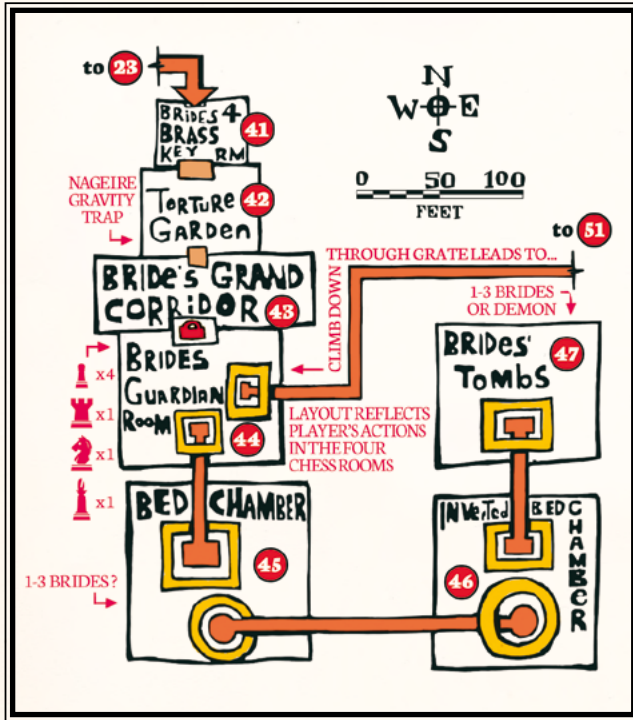 to 23
BRiDES 4
BRASS
KEY RM
41
N
W E
S
NAGEIRE
GRAVITY
TRAP
TORTURE
GARDEN
42
0 50 100
FEET
to 51
BRIDe's GRAND
CORRiDOR
43
THROUGH GRATE LEADS TO...
CLIMB DOWN
1-3 BRIDES
OR DEMON
BRIDES'
TOMBS
47
x4
x1
x1
x1
BRIDES
GUARDIAN
ROOM
44
LAYOUT REFLECTS
PLAYER'S ACTIONS
IN THE FOUR
CHESS ROOMS
BED CHAMBER
45
1-3 BRIDES?
INVerted BED
CHAMBER
46